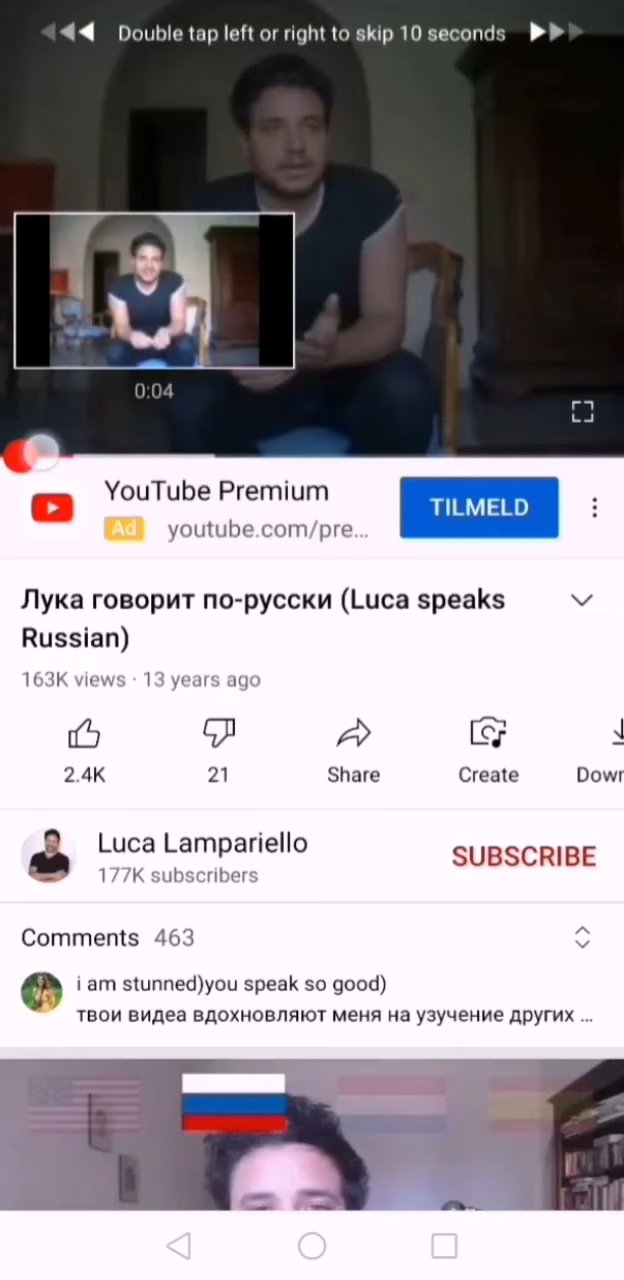 Double tap left or right to skip 10 seconds
0:04
YouTube Premium
TILMELD
Ad youtube.com/pre...
Лука говорит по-русски (Luca speaks
Russian)
163K views · 13 years ago
2.4K
21
Share
Create
Dowr
Luca Lampariello
177K subscribers
SUBSCRIBE
Comments 463
i am stunned)you speak so good)
твои видеа вдохновляют меня на узучение других ...